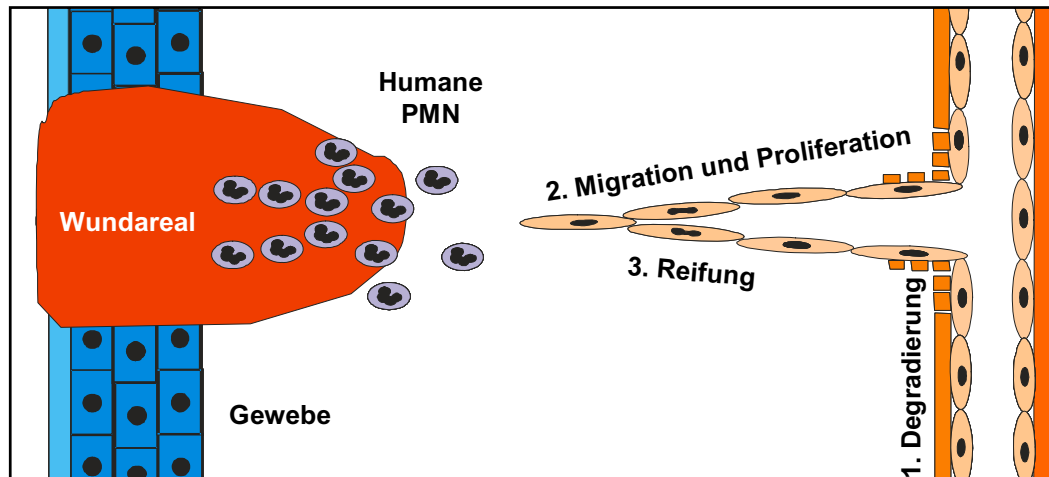 Humane
PMN
2. Migration und Proliferation
Wundareal
3. Reifung
1. Degradierung
Gewebe